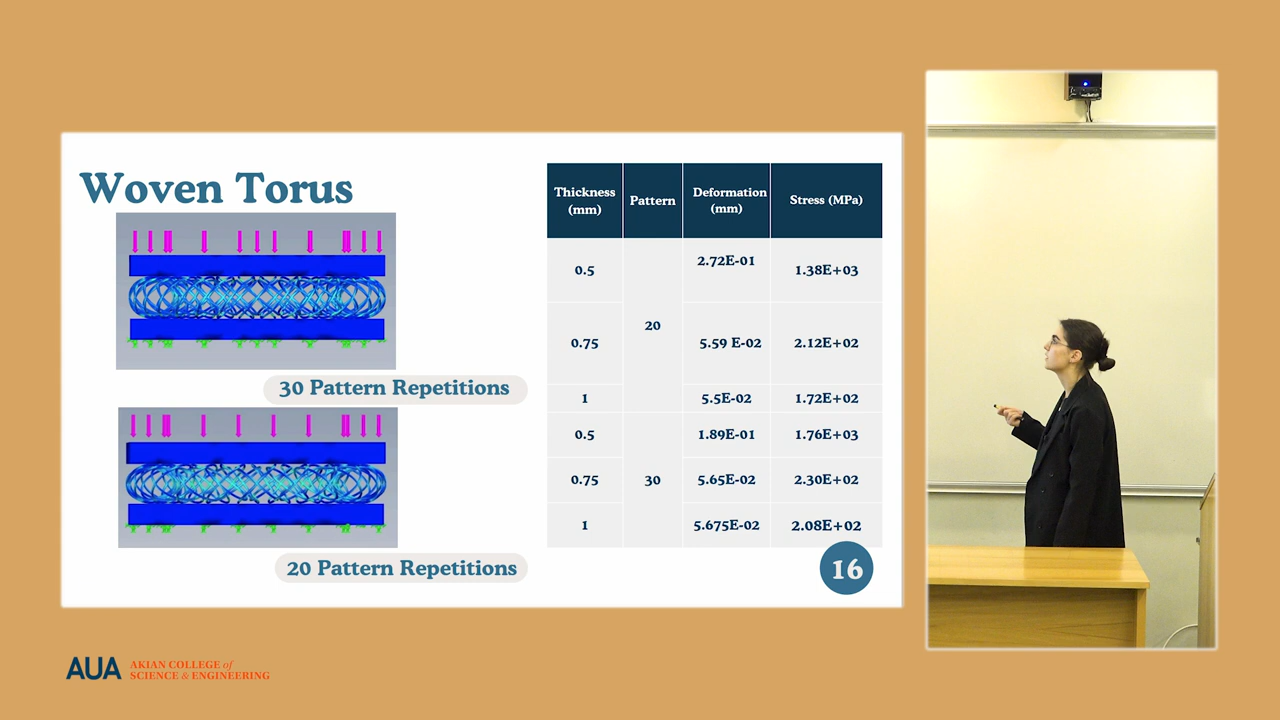 Woven Torus
30 Pattern Repetitions
20 Pattern Repetitions
Thickness (mm) Pattern Deformation (mm) Stress (MPa)
0.5 20 2.72E-01 1.38E+03
0.75 5.59 E-02 2.12E+02
1 5.5E-02 1.72E+02
0.5 30 1.89E-01 1.76E+03
0.75 5.65E-02 2.30E+02
1 5.675E-02 2.08E+02
16
AUA AKIAN COLLEGE of
SCIENCE & ENGINEERING